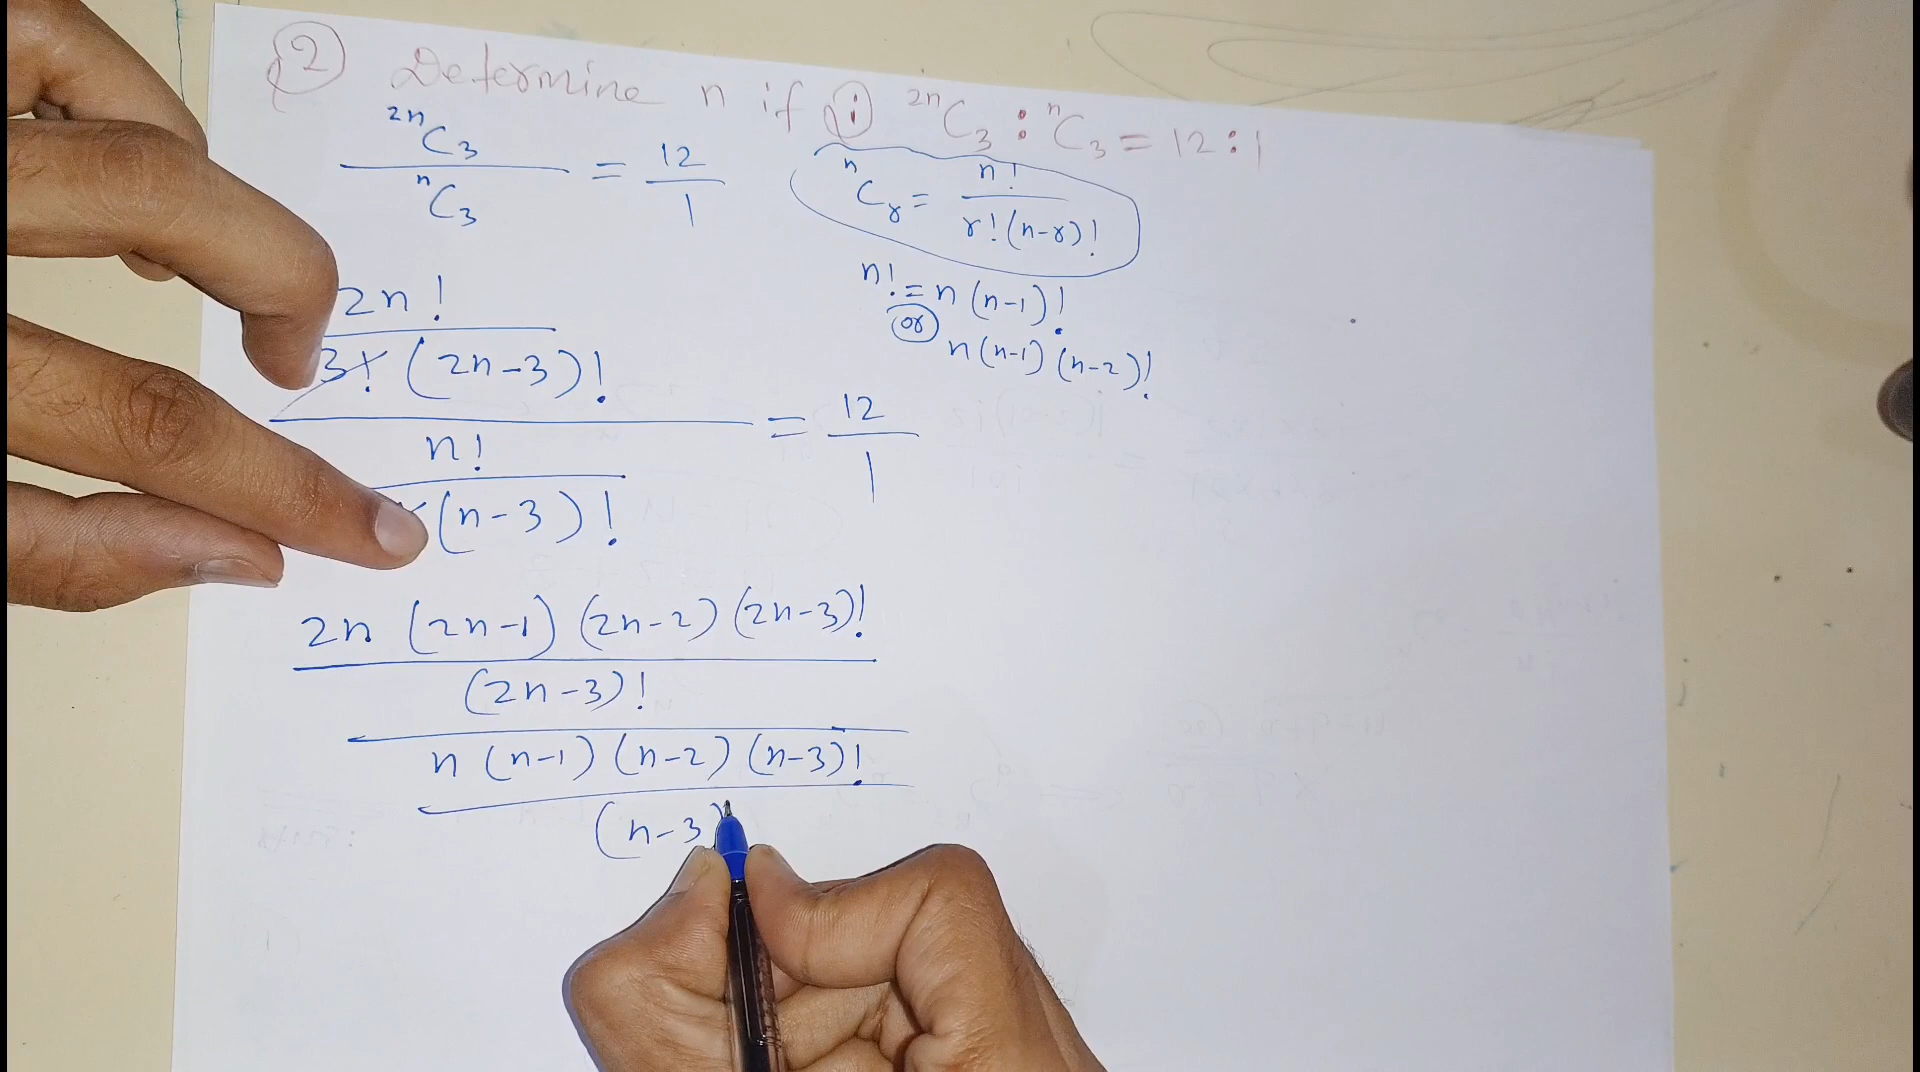 2 Determine n if (i) ²ⁿC₃ : ⁿC₃ = 12 : 1
²ⁿC₃ / ⁿC₃ = 12 / 1
ⁿCᵣ = n! / r!(n-r)!
n! = n(n-1)!
or
n(n-1)(n-2)!
2n!
3! (2n-3)!
= 12 / 1
n!
(n-3)!
2n (2n-1) (2n-2) (2n-3)!
(2n-3)!
n (n-1) (n-2) (n-3)!
(n-3)